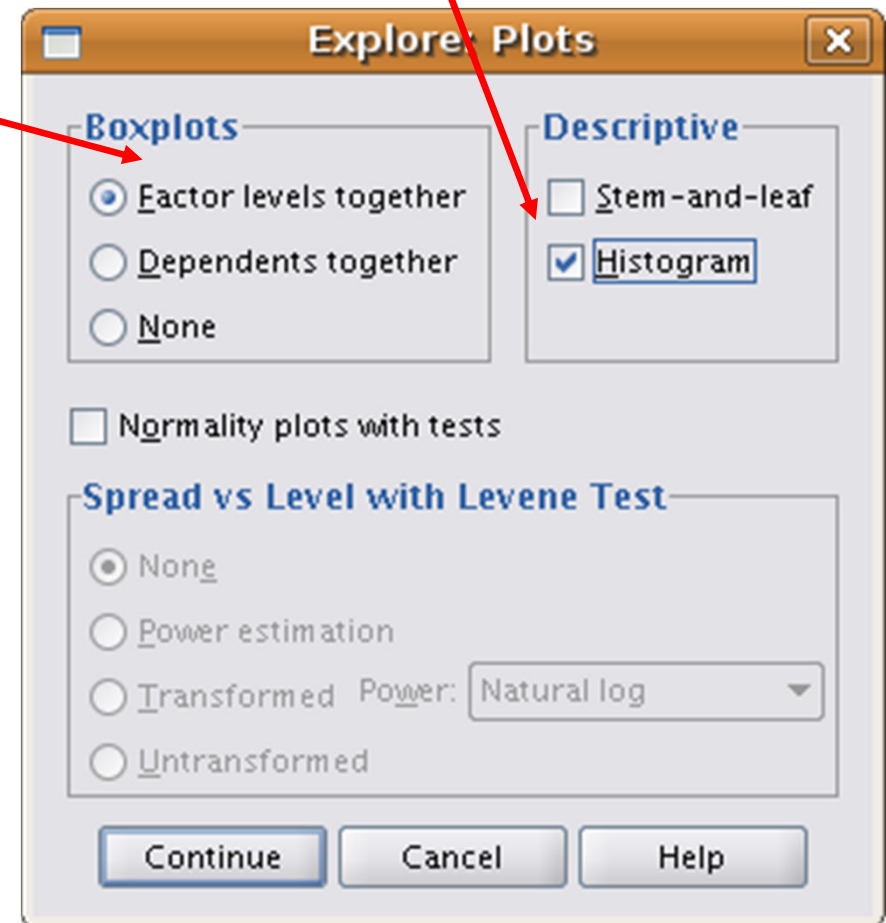 Explore: Plots
Boxplots
Factor levels together
Dependents together
None
Descriptive
Stem-and-leaf
Histogram
Normality plots with tests
Spread vs Level with Levene Test
None
Power estimation
Transformed Power: Natural log
Untransformed
Continue Cancel Help